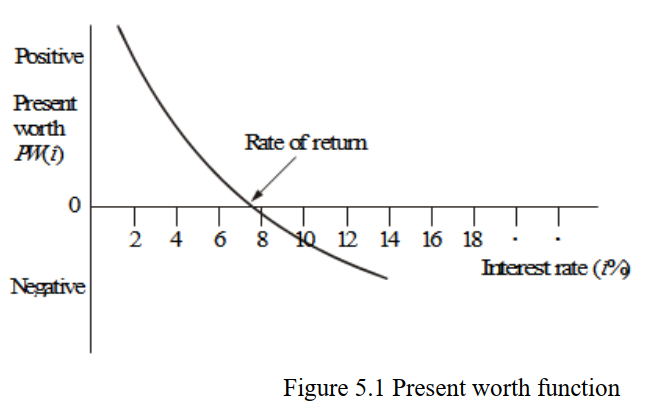 Positive
Present
worth
PW(i)
Rate of return
0
2 4 6 8 10 12 14 16 18 · ·
Interest rate (i%)
Negative
Figure 5.1 Present worth function